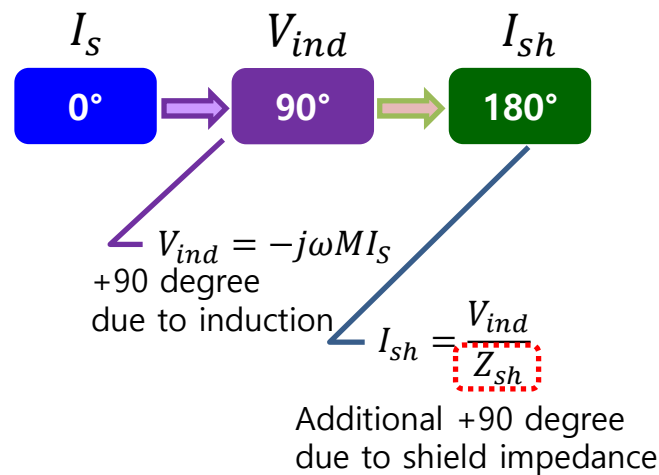 I_s V_ind I_sh
0° 90° 180°
V_ind = −jωMI_S
+90 degree
due to induction
I_sh = V_ind / Z_sh
Additional +90 degree
due to shield impedance